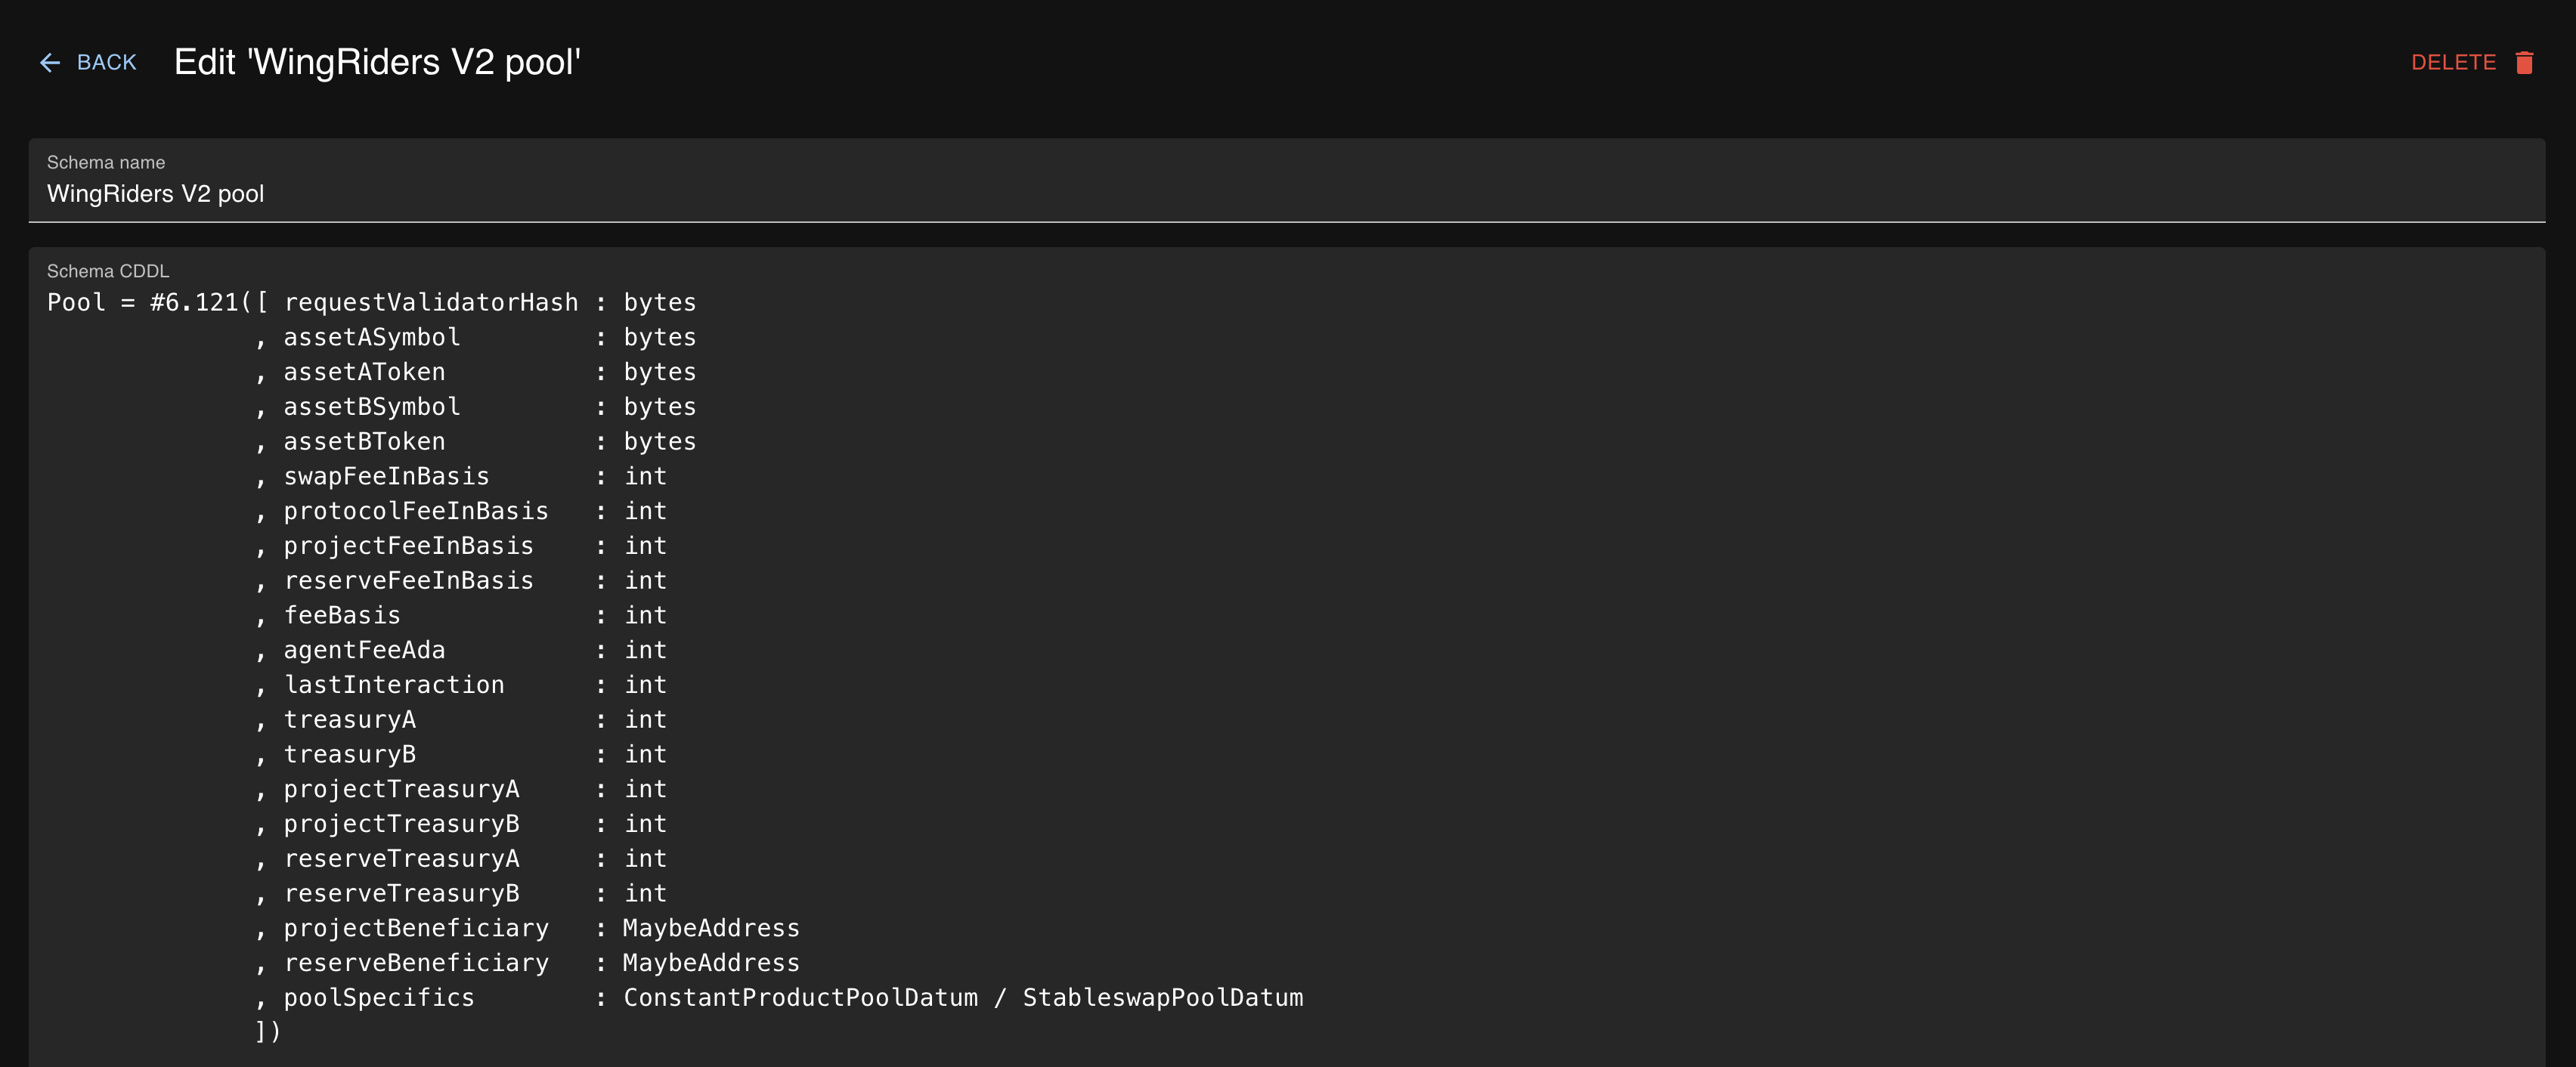 BACK Edit 'WingRiders V2 pool' DELETE
Schema name
WingRiders V2 pool
Schema CDDL
Pool = #6.121([ requestValidatorHash : bytes
, assetASymbol : bytes
, assetAToken : bytes
, assetBSymbol : bytes
, assetBToken : bytes
, swapFeeInBasis : int
, protocolFeeInBasis : int
, projectFeeInBasis : int
, reserveFeeInBasis : int
, feeBasis : int
, agentFeeAda : int
, lastInteraction : int
, treasuryA : int
, treasuryB : int
, projectTreasuryA : int
, projectTreasuryB : int
, reserveTreasuryA : int
, reserveTreasuryB : int
, projectBeneficiary : MaybeAddress
, reserveBeneficiary : MaybeAddress
, poolSpecifics : ConstantProductPoolDatum / StableswapPoolDatum
])